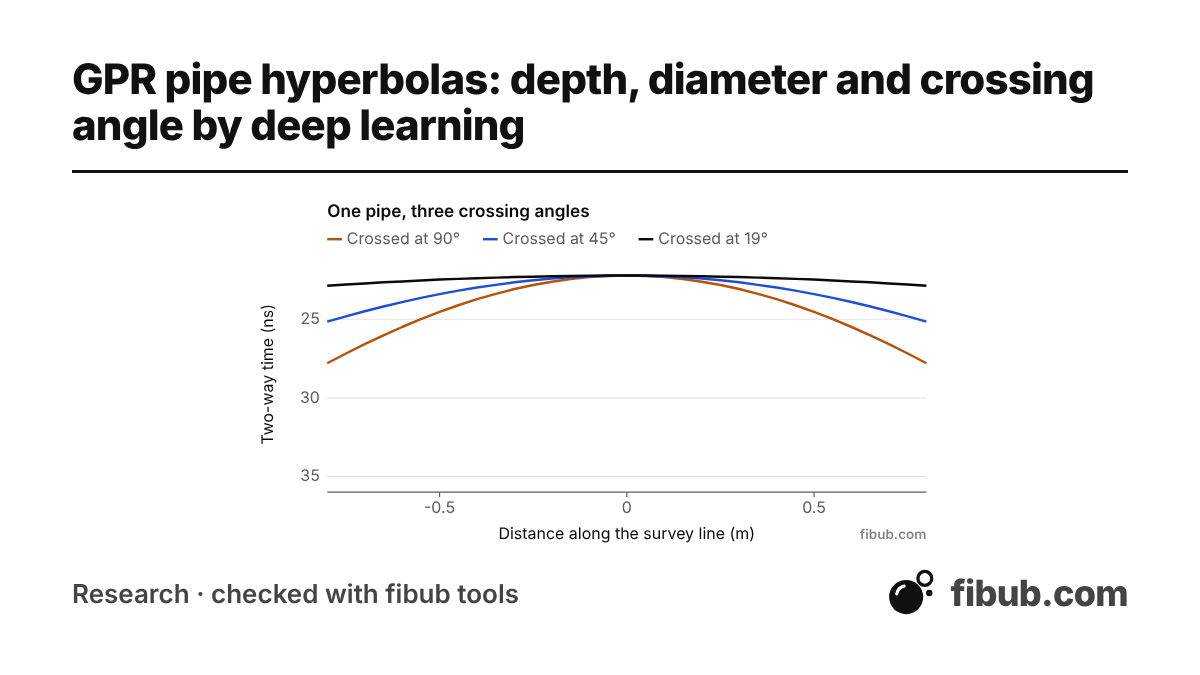 GPR pipe hyperbolas: depth, diameter and crossing
angle by deep learning
One pipe, three crossing angles
Crossed at 90° Crossed at 45° Crossed at 19°
Two-way time (ns)
25
30
35
-0.5 0 0.5
Distance along the survey line (m)
fibub.com
Research · checked with fibub tools
fibub.com